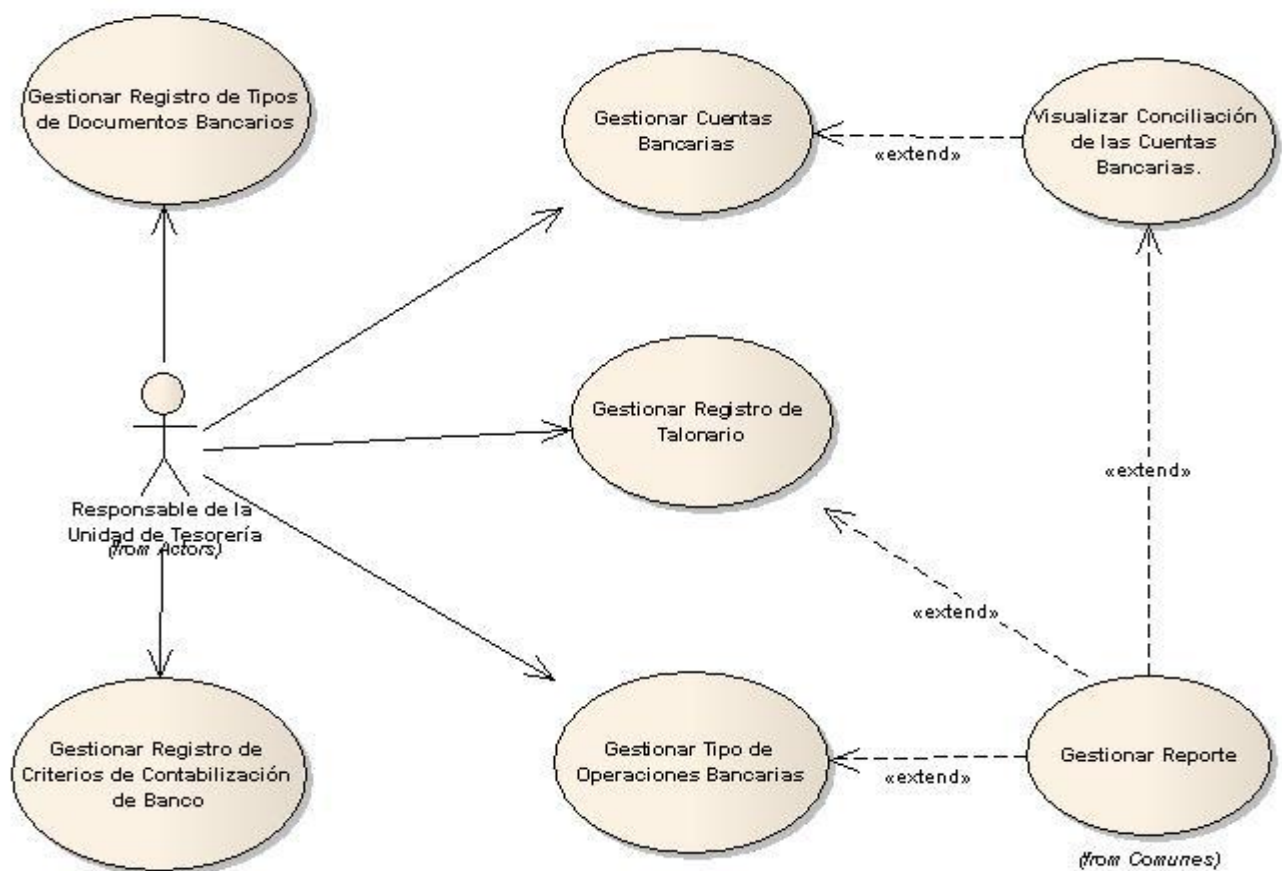 Gestionar Registro de Tipos
de Documentos Bancarios
Gestionar Cuentas
Bancarias
«extend»
Visualizar Conciliación
de las Cuentas
Bancarias.
Gestionar Registro de
Talonario
Responsable de la
Unidad de Tesorería
(from Actors)
«extend»
«extend»
Gestionar Registro de
Criterios de Contabilización
de Banco
Gestionar Tipo de
Operaciones Bancarias
«extend»
Gestionar Reporte
(from Comunes)